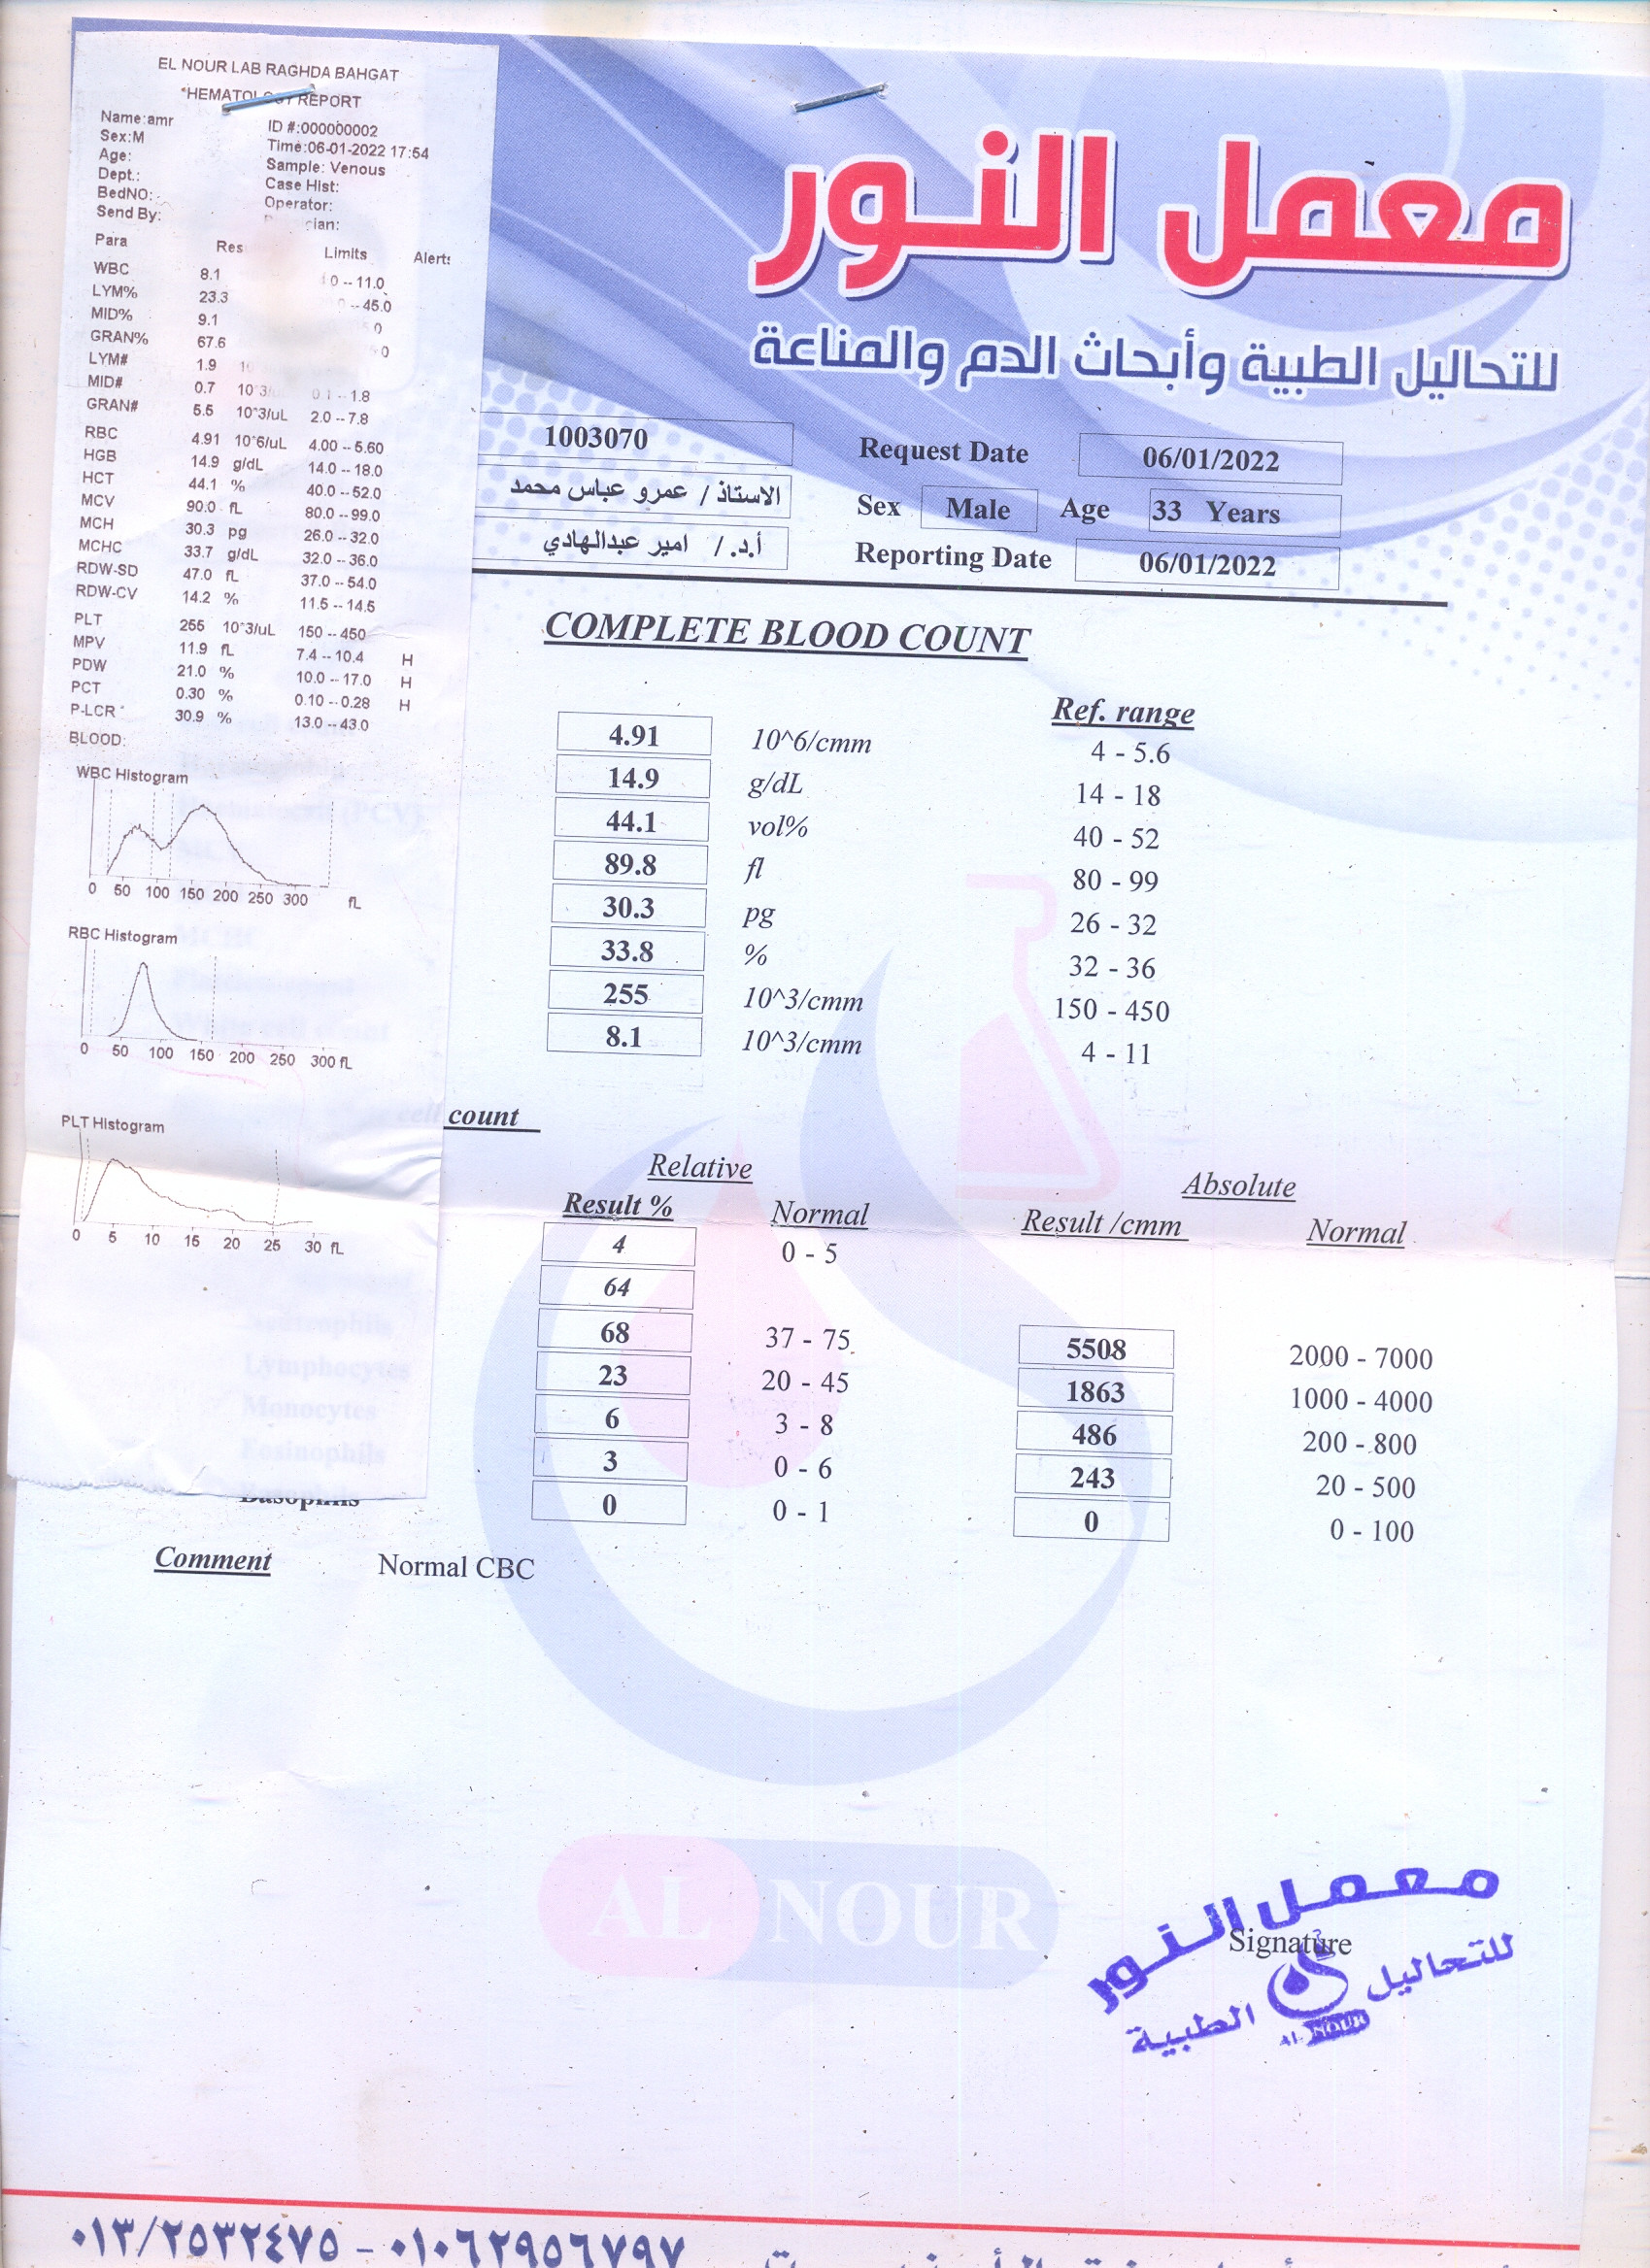 EL NOUR LAB RAGHDA BAHGAT
*HEMATOLOGY REPORT
Name:amr ID #:000000002
Sex:M Time:06-01-2022 17:54
Age: Sample: Venous
Dept.: Case Hist:
BedNO: Operator:
Send By:
Para Res Limits Alerts
WBC 8.1 0 -- 11.0
LYM% 23.3 -- 45.0
MID% 9.1
GRAN% 67.6
LYM# 1.9
MID# 0.7 10^3/ 0.1 -- 1.8
GRAN# 5.5 10^3/uL 2.0 -- 7.8
RBC 4.91 10^6/uL 4.00 -- 5.60
HGB 14.9 g/dL 14.0 -- 18.0
HCT 44.1 % 40.0 -- 52.0
MCV 90.0 fL 80.0 -- 99.0
MCH 30.3 pg 26.0 -- 32.0
MCHC 33.7 g/dL 32.0 -- 36.0
RDW-SD 47.0 fL 37.0 -- 54.0
RDW-CV 14.2 % 11.5 -- 14.5
PLT 255 10^3/uL 150 -- 450
MPV 11.9 fL 7.4 -- 10.4 H
PDW 21.0 % 10.0 -- 17.0 H
PCT 0.30 % 0.10 -- 0.28 H
P-LCR 30.9 % 13.0 -- 43.0
BLOOD:
WBC Histogram
0 50 100 150 200 250 300 fL
RBC Histogram
0 50 100 150 200 250 300 fL
PLT Histogram
0 5 10 15 20 25 30 fL
معمل النور
للتحاليل الطبية وأبحاث الدم والمناعة
1003070 Request Date 06/01/2022
الاستاذ / عمرو عباس محمد Sex Male Age 33 Years
أ.د. / امير عبدالهادي Reporting Date 06/01/2022
COMPLETE BLOOD COUNT
Ref. range
4.91 10^6/cmm 4 - 5.6
14.9 g/dL 14 - 18
44.1 vol% 40 - 52
89.8 fl 80 - 99
30.3 pg 26 - 32
33.8 % 32 - 36
255 10^3/cmm 150 - 450
8.1 10^3/cmm 4 - 11
count
Relative Absolute
Result % Normal Result /cmm Normal
4 0 - 5
64
68 37 - 75 5508 2000 - 7000
Lymphocytes 23 20 - 45 1863 1000 - 4000
Monocytes 6 3 - 8 486 200 - 800
Eosinophils 3 0 - 6 243 20 - 500
Basophils 0 0 - 1 0 0 - 100
Comment Normal CBC
AL NOUR
معمل النور
Signature
للتحاليل الطبية
AL NOUR
٠١٣/٢٥٣٢٤٧٥ - ٠١٠٦٢٩٥٦٧٩٧